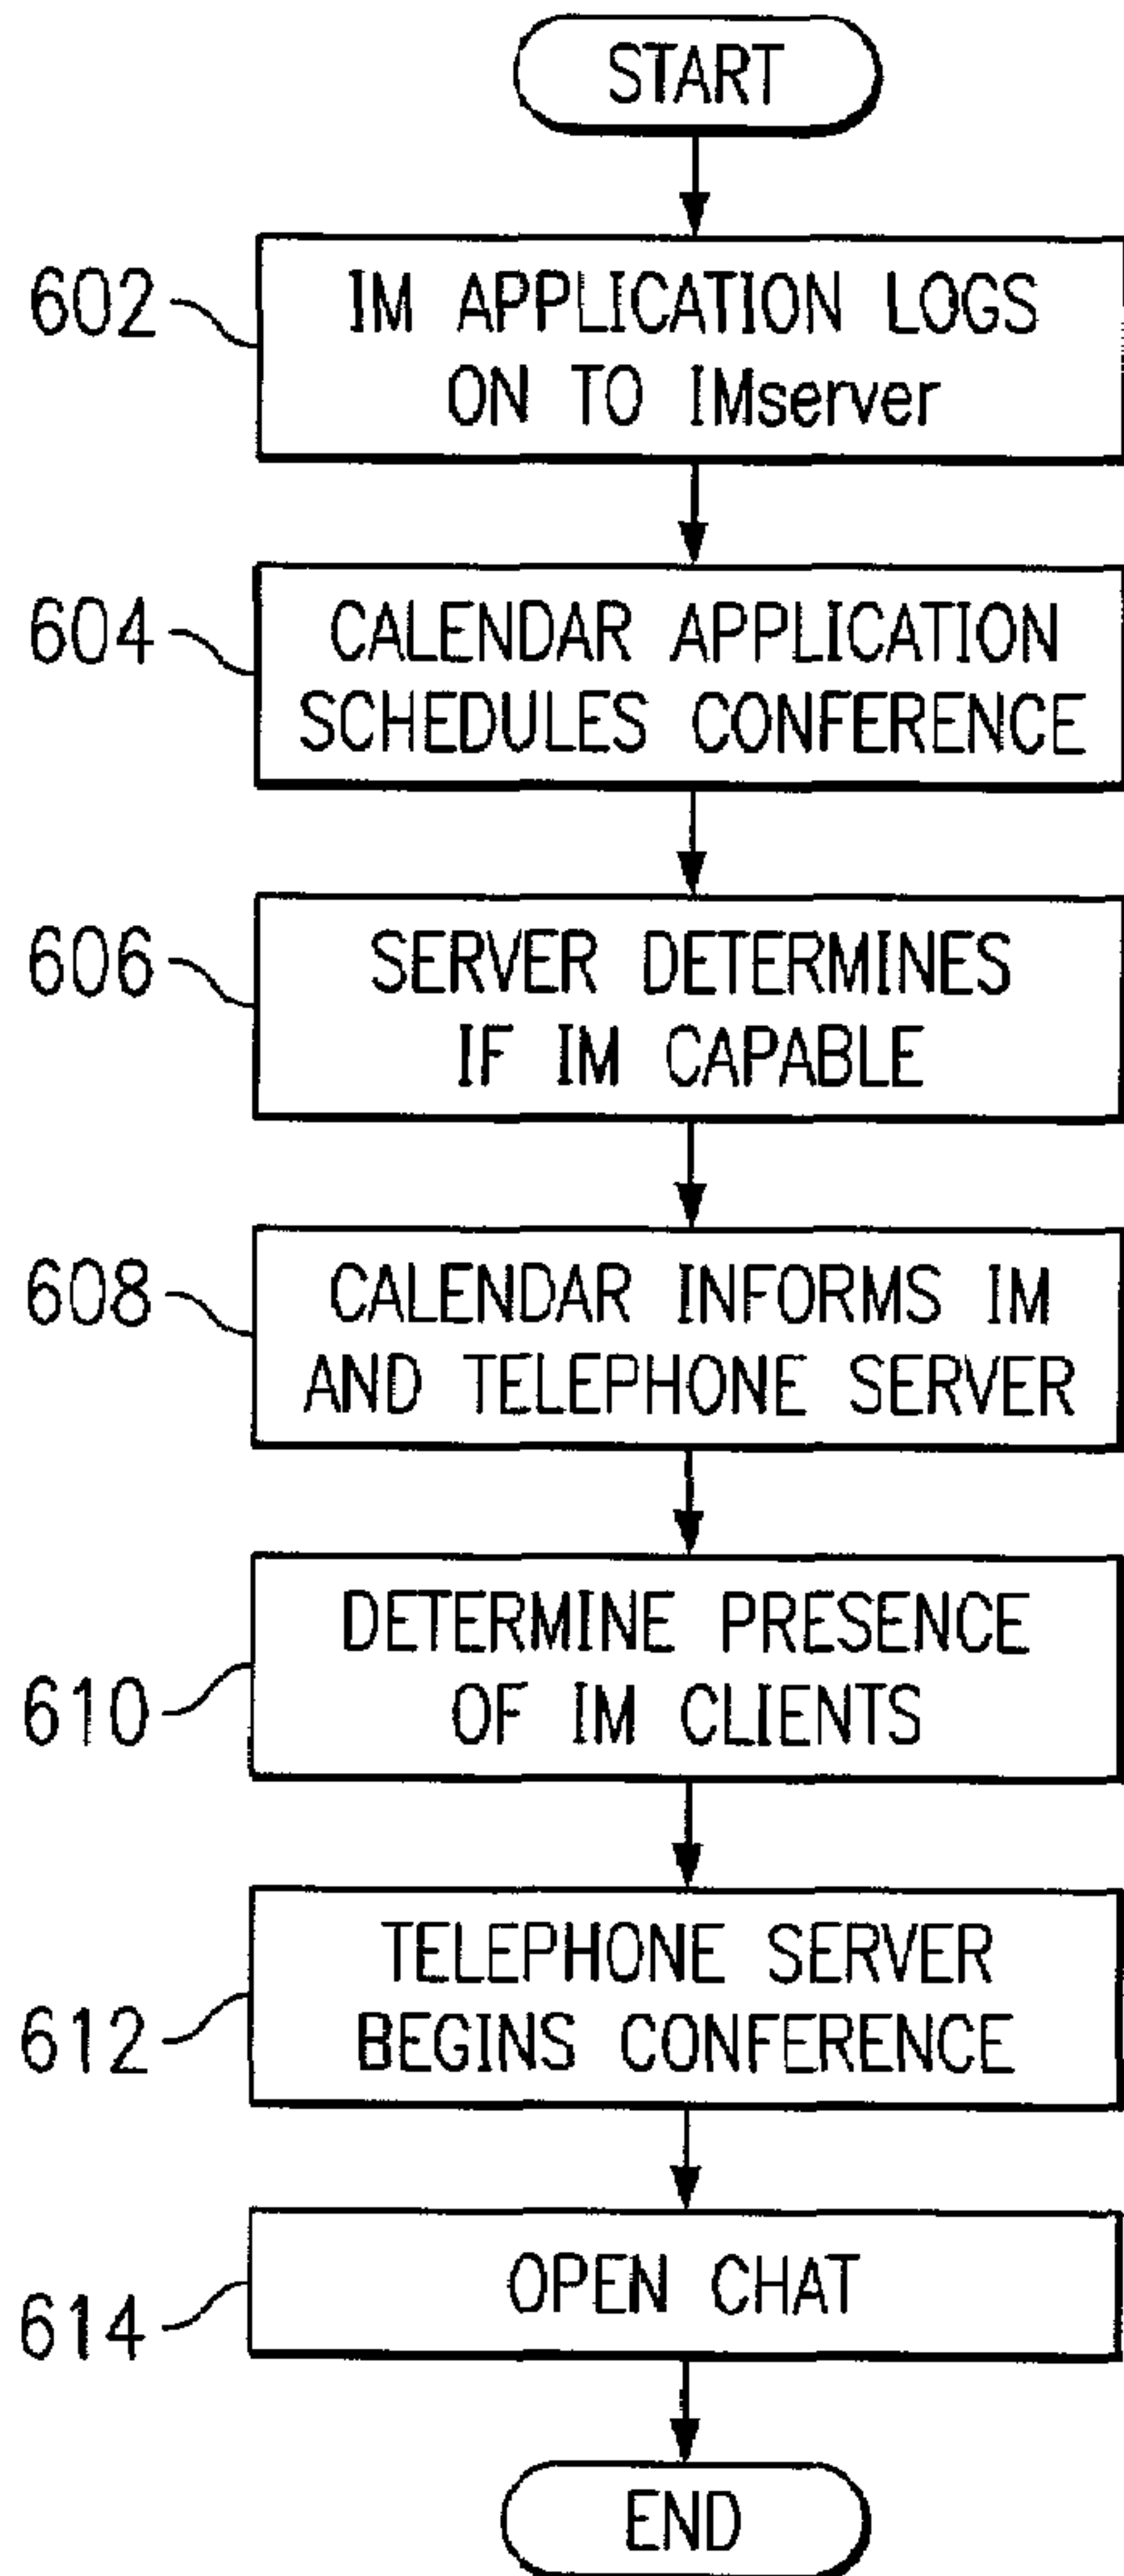 START
602
IM APPLICATION LOGS
ON TO IMserver
604
CALENDAR APPLICATION
SCHEDULES CONFERENCE
606
SERVER DETERMINES
IF IM CAPABLE
608
CALENDAR INFORMS IM
AND TELEPHONE SERVER
610
DETERMINE PRESENCE
OF IM CLIENTS
612
TELEPHONE SERVER
BEGINS CONFERENCE
614
OPEN CHAT
END